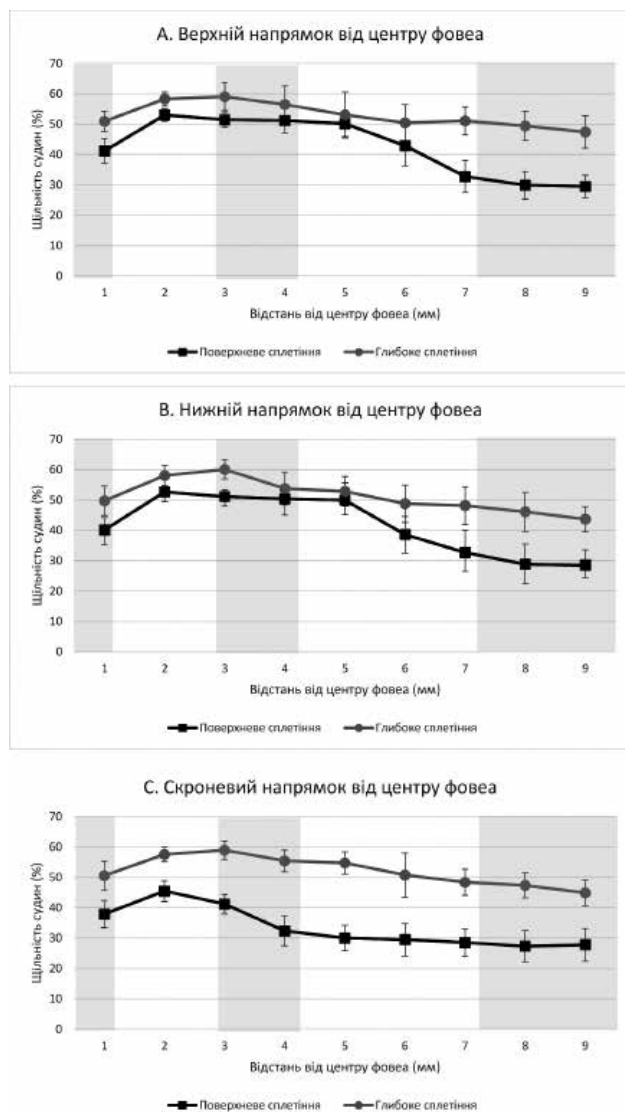 А. Верхній напрямок від центру фовеа
Щільність судин (%)
70
60
50
40
30
20
10
0
1 2 3 4 5 6 7 8 9
Відстань від центру фовеа (мм)
Поверхневе сплетіння Глибоке сплетіння
В. Нижній напрямок від центру фовеа
Щільність судин (%)
70
60
50
40
30
20
10
0
1 2 3 4 5 6 7 8 9
Відстань від центру фовеа (мм)
Поверхневе сплетіння Глибоке сплетіння
С. Скроневий напрямок від центру фовеа
Щільність судин (%)
70
60
50
40
30
20
10
0
1 2 3 4 5 6 7 8 9
Відстань від центру фовеа (мм)
Поверхневе сплетіння Глибоке сплетіння